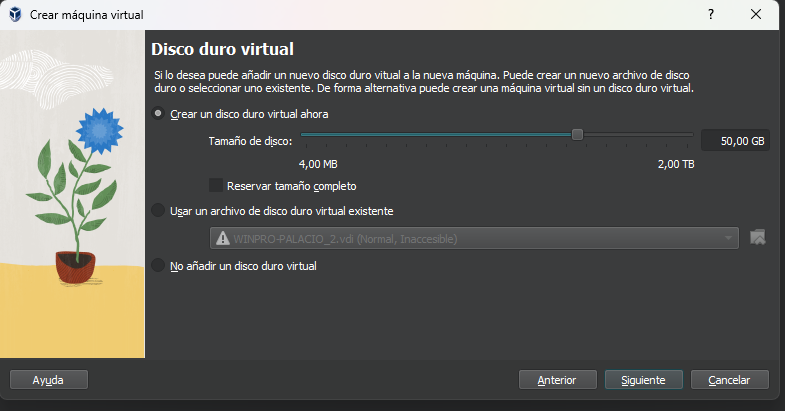 Crear máquina virtual
?
Disco duro virtual
Si lo desea puede añadir un nuevo disco duro vitual a la nueva máquina. Puede crear un nuevo archivo de disco
duro o seleccionar uno existente. De forma alternativa puede crear una máquina virtual sin un disco duro virtual.
Crear un disco duro virtual ahora
Tamaño de disco:
50,00 GB
4,00 MB
2,00 TB
Reservar tamaño completo
Usar un archivo de disco duro virtual existente
WINPRO-PALACIO_2.vdi (Normal, Inaccesible)
No añadir un disco duro virtual
Ayuda
Anterior
Siguiente
Cancelar